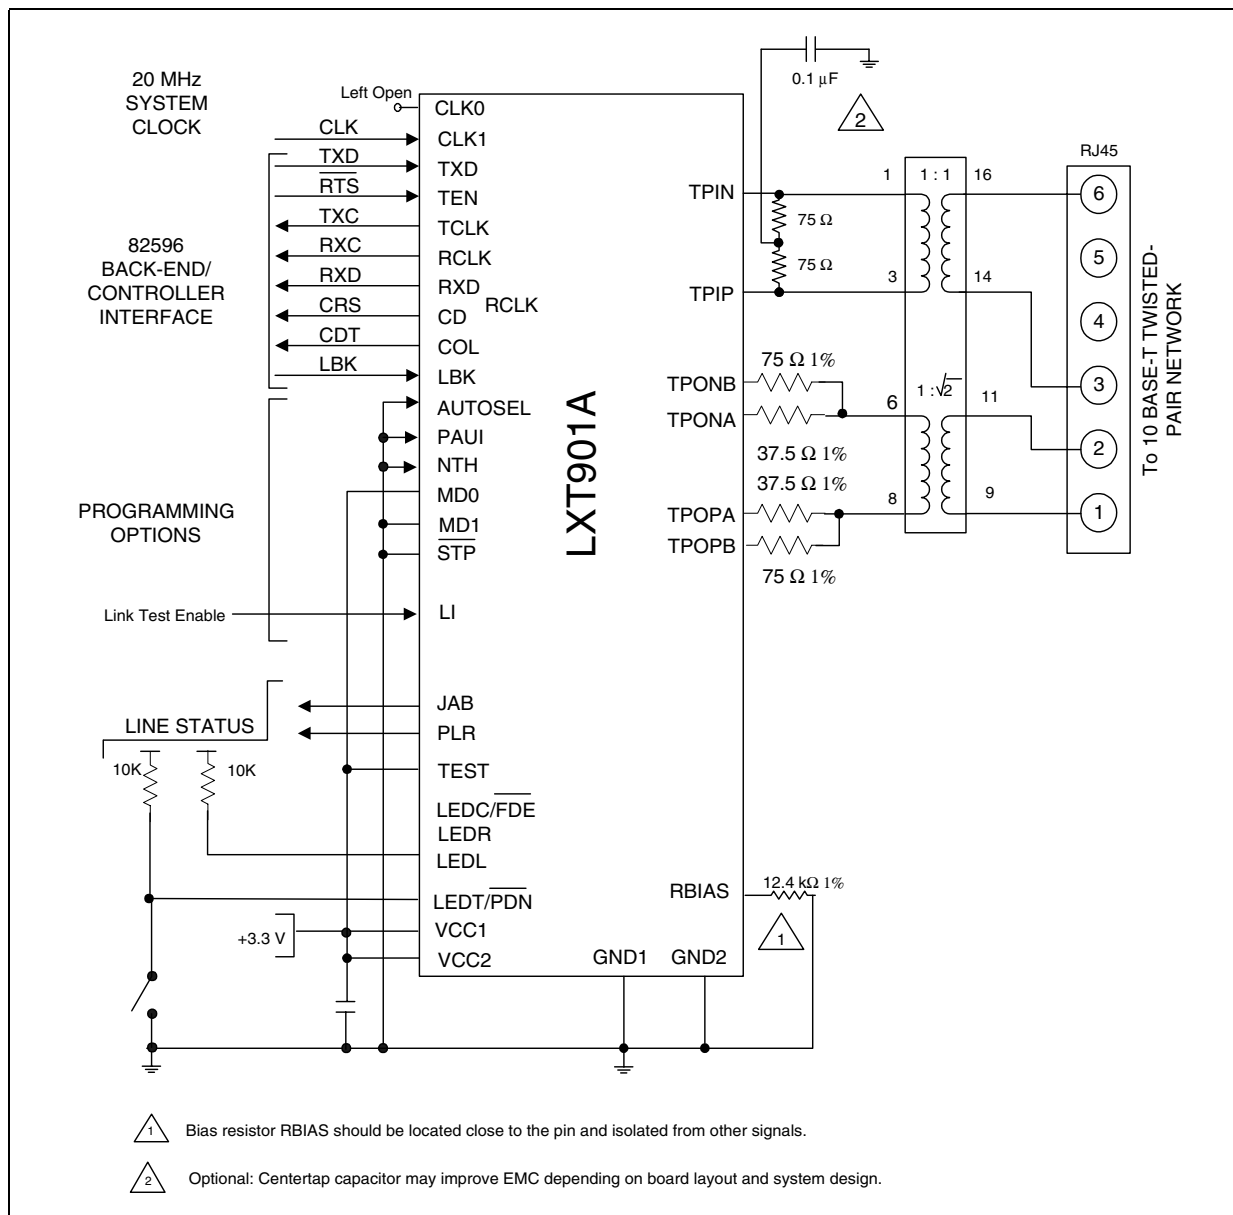 20 MHz
SYSTEM
CLOCK
Left Open
CLK0
CLK
CLK1
TXD
TXD
RTS
TEN
TXC
TCLK
RXC
RCLK
RXD
RXD
RCLK
CRS
CD
CDT
COL
LBK
LBK
82596
BACK-END/
CONTROLLER
INTERFACE
AUTOSEL
PAUI
NTH
MD0
MD1
STP
PROGRAMMING
OPTIONS
Link Test Enable
LI
JAB
PLR
LINE STATUS
10K
10K
TEST
LEDC/FDE
LEDR
LEDL
LEDT/PDN
+3.3 V
VCC1
VCC2
LXT901A
GND1
GND2
RBIAS
12.4 kΩ 1%
1
0.1 µF
2
TPIN
75 Ω
75 Ω
TPIP
1
1 : 1
16
3
14
75 Ω 1%
TPONB
TPONA
37.5 Ω 1%
37.5 Ω 1%
TPOPA
TPOPB
75 Ω 1%
6
1 : √2
11
8
9
RJ45
6
5
4
3
2
1
To 10 BASE-T TWISTED-
PAIR NETWORK
1 Bias resistor RBIAS should be located close to the pin and isolated from other signals.
2 Optional: Centertap capacitor may improve EMC depending on board layout and system design.